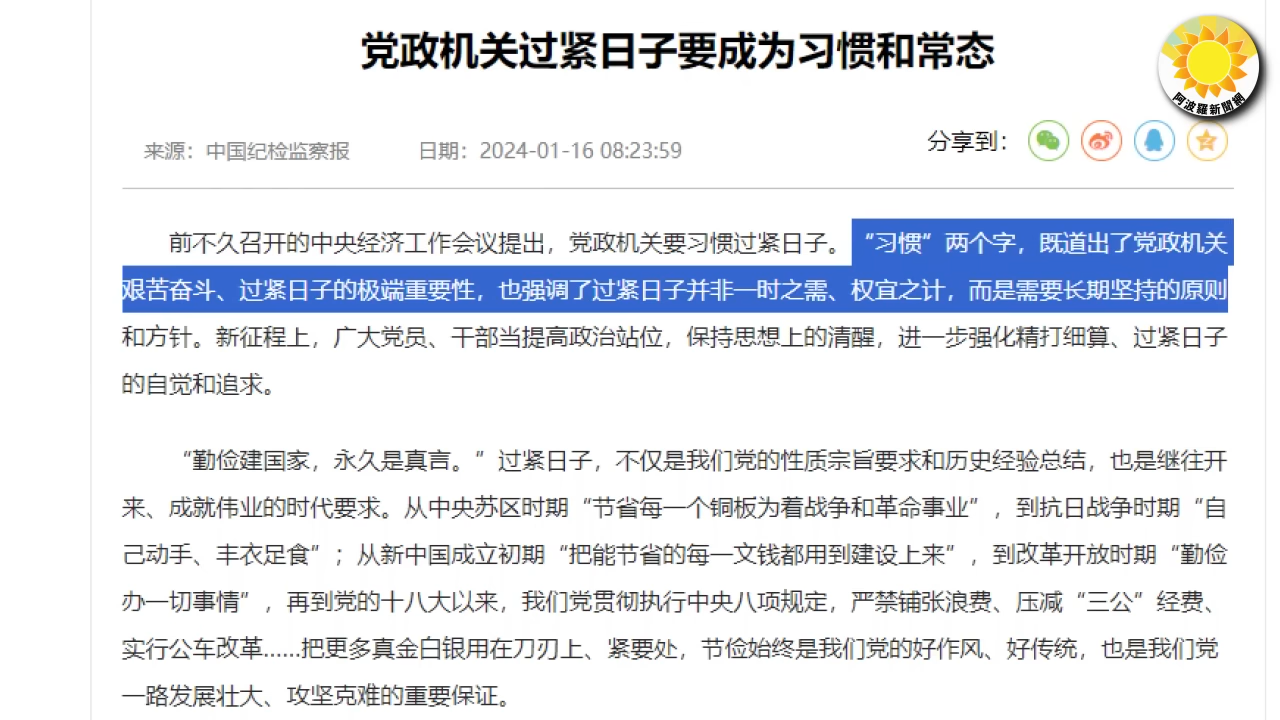 党政机关过紧日子要成为习惯和常态
阿波羅新聞網
来源：中国纪检监察报
日期：2024-01-16 08:23:59
分享到：
前不久召开的中央经济工作会议提出，党政机关要习惯过紧日子。“习惯”两个字，既道出了党政机关
艰苦奋斗、过紧日子的极端重要性，也强调了过紧日子并非一时之需、权宜之计，而是需要长期坚持的原则
和方针。新征程上，广大党员、干部当提高政治站位，保持思想上的清醒，进一步强化精打细算、过紧日子
的自觉和追求。
“勤俭建国家，永久是真言。”过紧日子，不仅是我们党的性质宗旨要求和历史经验总结，也是继往开
来、成就伟业的时代要求。从中央苏区时期“节省每一个铜板为着战争和革命事业”，到抗日战争时期“自
己动手、丰衣足食”；从新中国成立初期“把能节省的每一文钱都用到建设上来”，到改革开放时期“勤俭
办一切事情”，再到党的十八大以来，我们党贯彻执行中央八项规定，严禁铺张浪费、压减“三公”经费、
实行公车改革……把更多真金白银用在刀刃上、紧要处，节俭始终是我们党的好作风、好传统，也是我们党
一路发展壮大、攻坚克难的重要保证。